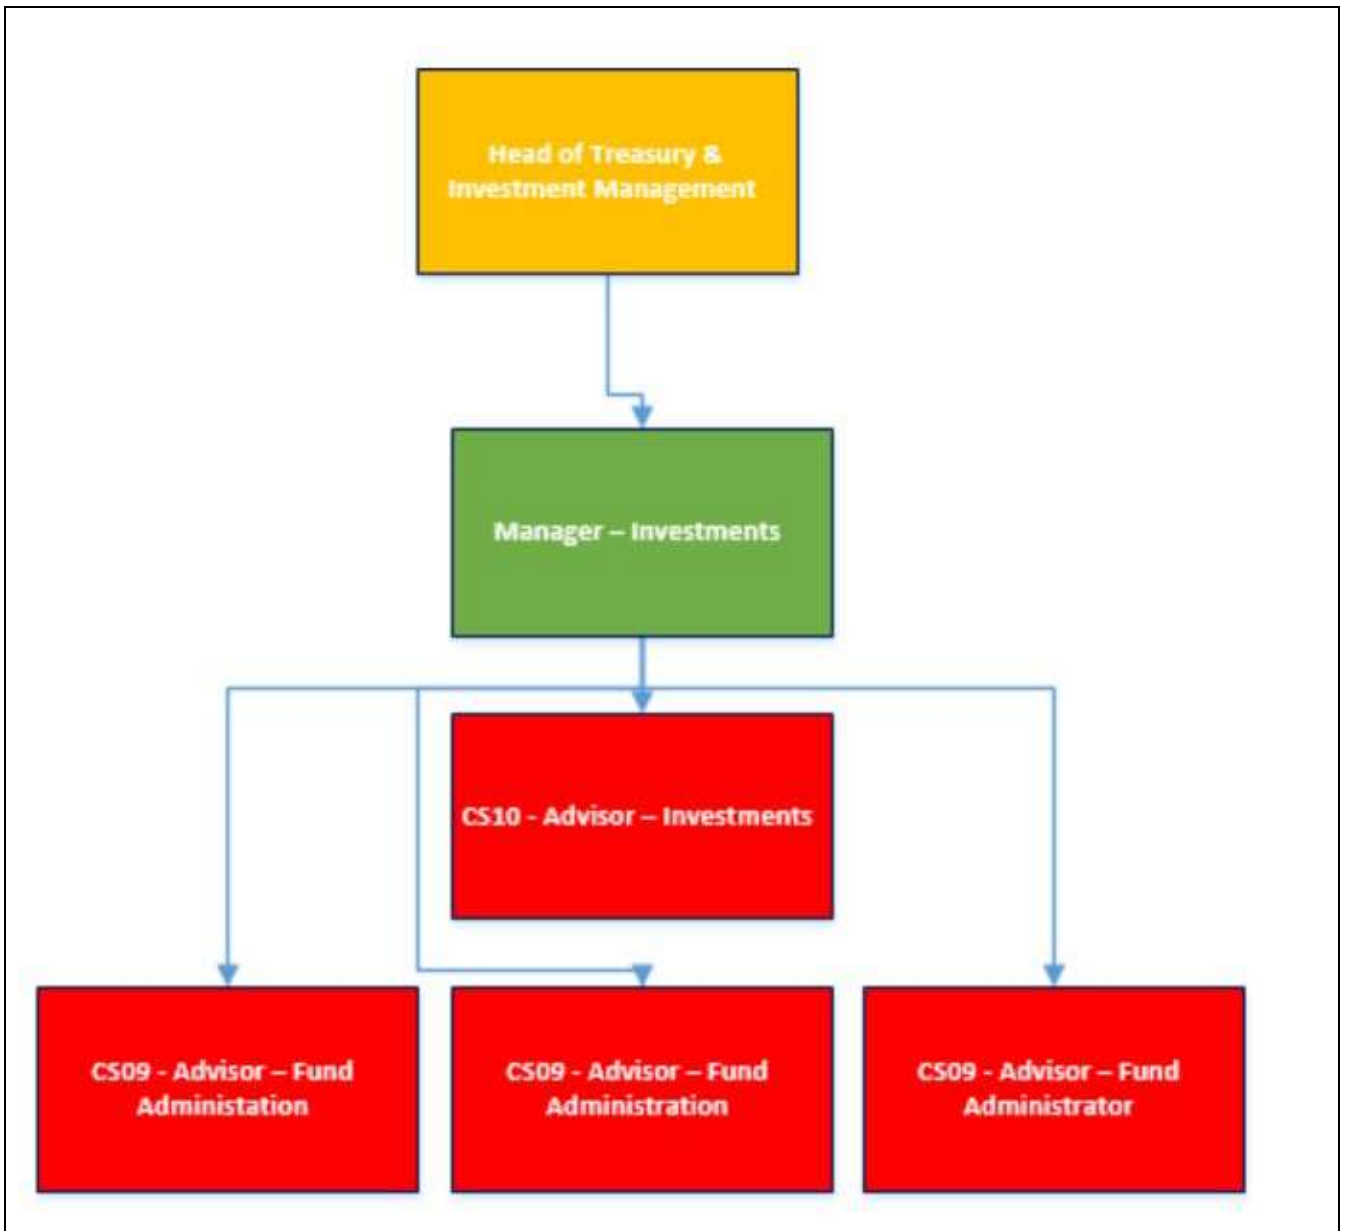 Head of Treasury &
Investment Management
Manager – Investments
CS10 - Advisor – Investments
CS09 - Advisor – Fund
Administation
CS09 - Advisor – Fund
Administration
CS09 - Advisor – Fund
Administrator